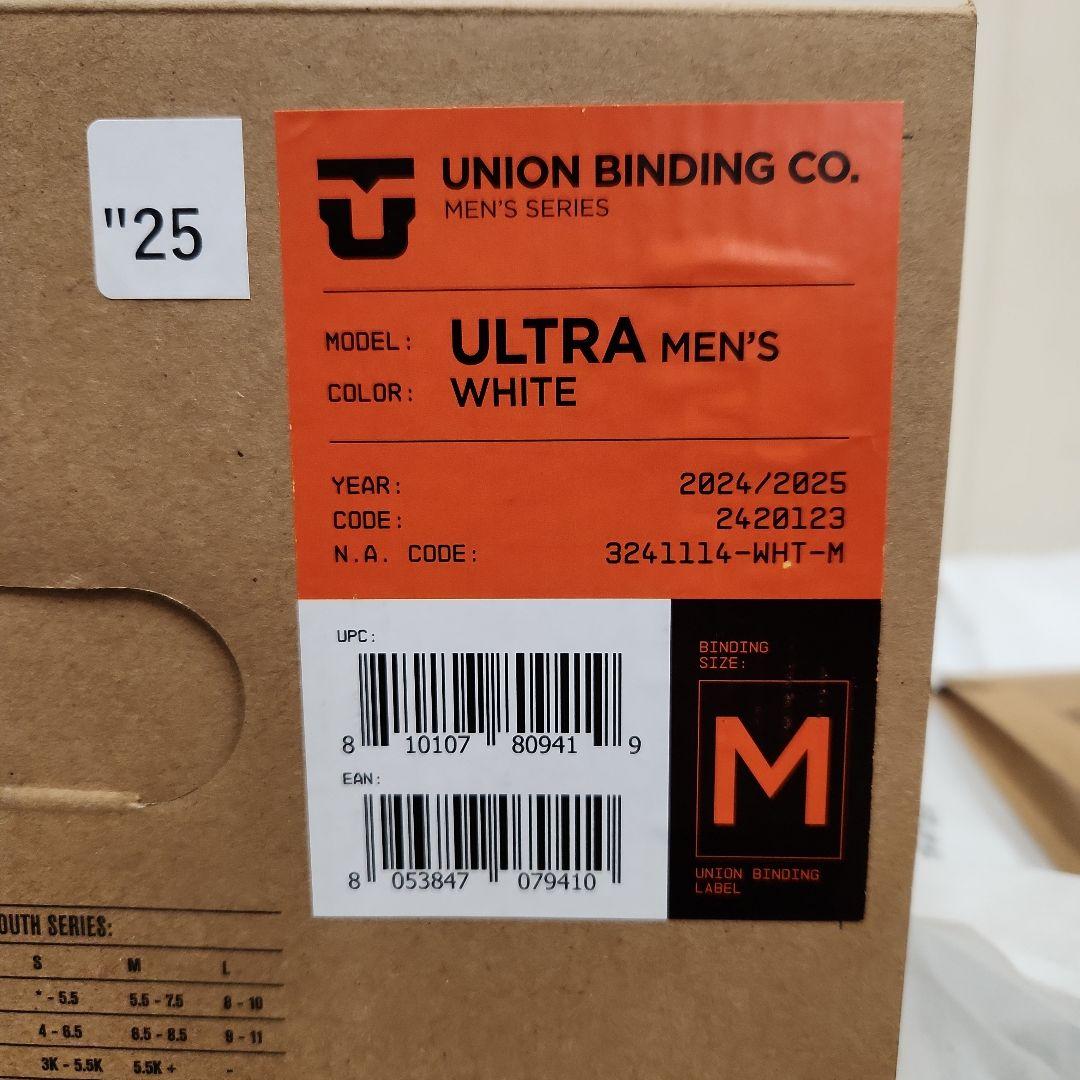 "25
UNION BINDING CO.
MEN'S SERIES
MODEL: ULTRA MEN'S
COLOR: WHITE
YEAR: 2024/2025
CODE: 2420123
N.A. CODE: 3241114-WHT-M
UPC:
8 10107 80941 9
EAN:
8 053847 079410
BINDING
SIZE:
M
UNION BINDING
LABEL
OUTH SERIES:
S M L
* - 5.5 5.5 - 7.5 8 - 10
4 - 6.5 6.5 - 8.5 9 - 11
3K - 5.5K 5.5K + -